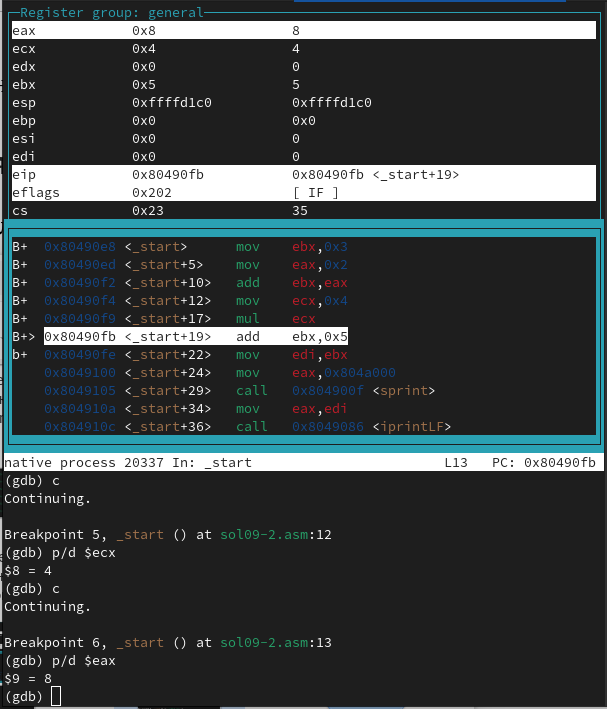 Register group: general
eax 0x8 8
ecx 0x4 4
edx 0x0 0
ebx 0x5 5
esp 0xffffd1c0 0xffffd1c0
ebp 0x0 0x0
esi 0x0 0
edi 0x0 0
eip 0x80490fb 0x80490fb <_start+19>
eflags 0x202 [ IF ]
cs 0x23 35
B+ 0x80490e8 <_start> mov ebx,0x3
B+ 0x80490ed <_start+5> mov eax,0x2
B+ 0x80490f2 <_start+10> add ebx,eax
B+ 0x80490f4 <_start+12> mov ecx,0x4
B+ 0x80490f9 <_start+17> mul ecx
B+> 0x80490fb <_start+19> add ebx,0x5
b+ 0x80490fe <_start+22> mov edi,ebx
0x8049100 <_start+24> mov eax,0x804a000
0x8049105 <_start+29> call 0x804900f <sprint>
0x804910a <_start+34> mov eax,edi
0x804910c <_start+36> call 0x8049086 <iprintLF>
native process 20337 In: _start L13 PC: 0x80490fb
(gdb) c
Continuing.
Breakpoint 5, _start () at sol09-2.asm:12
(gdb) p/d $ecx
$8 = 4
(gdb) c
Continuing.
Breakpoint 6, _start () at sol09-2.asm:13
(gdb) p/d $eax
$9 = 8
(gdb)